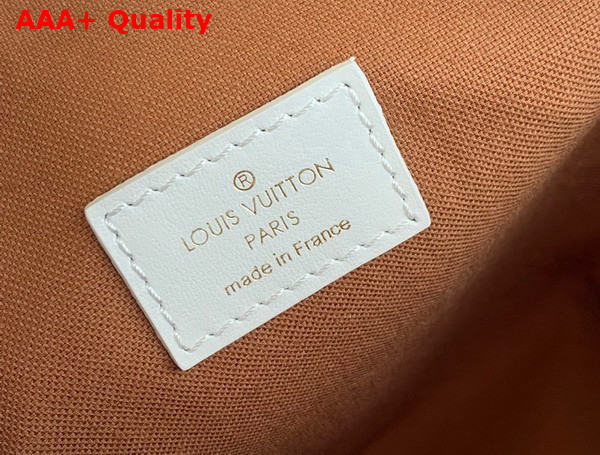 AAA+ Quality
®
LOUIS VUITTON
PARIS
made in France